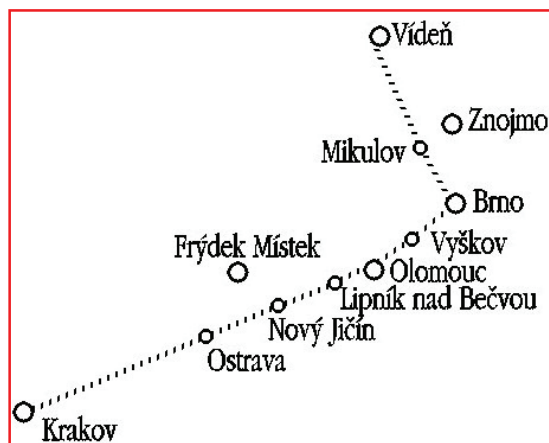 Vídeň
Znojmo
Mikulov
Brno
Vyškov
Frýdek Místek
Olomouc
Lipník nad Bečvou
Nový Jičín
Ostrava
Krakov